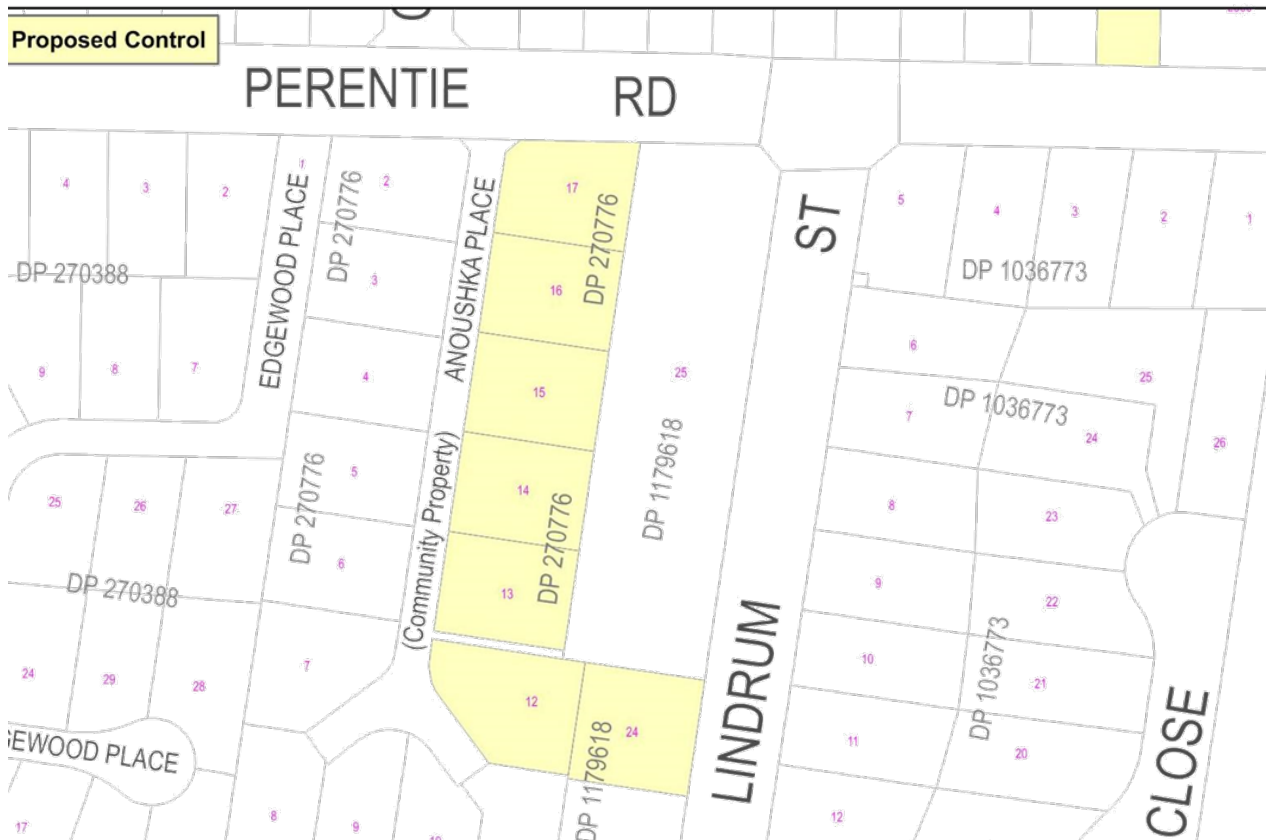 Proposed Control
PERENTIE RD
4
3
2
1
2
17
5
4
3
2
1
DP 270388
EDGEWOOD PLACE
DP 270776
ANOUSHKA PLACE
DP 270776
ST
DP 1036773
3
16
6
9
8
7
4
15
25
25
DP 1036773
7
24
26
(Community Property)
DP 1179618
5
14
8
23
25
26
27
DP 270776
DP 270776
6
13
9
22
DP 270388
LINDRUM
10
21
DP 1036773
24
29
28
7
12
24
11
20
EDGEWOOD PLACE
DP 1179618
CLOSE
17
8
9
12